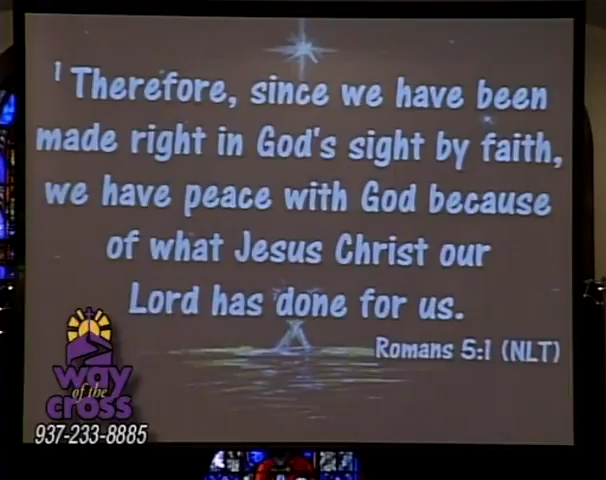 1 Therefore, since we have been
made right in God's sight by faith,
we have peace with God because
of what Jesus Christ our
Lord has done for us.
Romans 5:1 (NLT)
way
of the
cross
937-233-8885